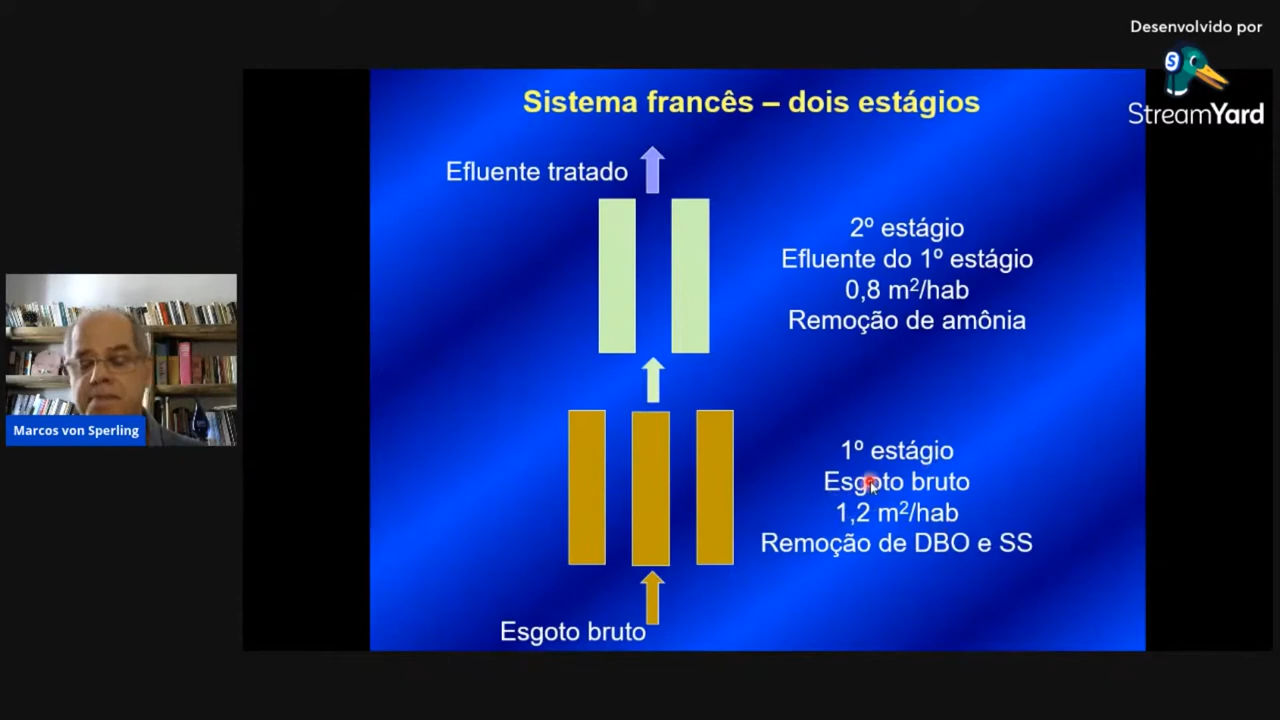 Desenvolvido por
StreamYard
Sistema francês – dois estágios
Efluente tratado
2º estágio
Efluente do 1º estágio
0,8 m²/hab
Remoção de amônia
Marcos von Sperling
1º estágio
Esgoto bruto
1,2 m²/hab
Remoção de DBO e SS
Esgoto bruto